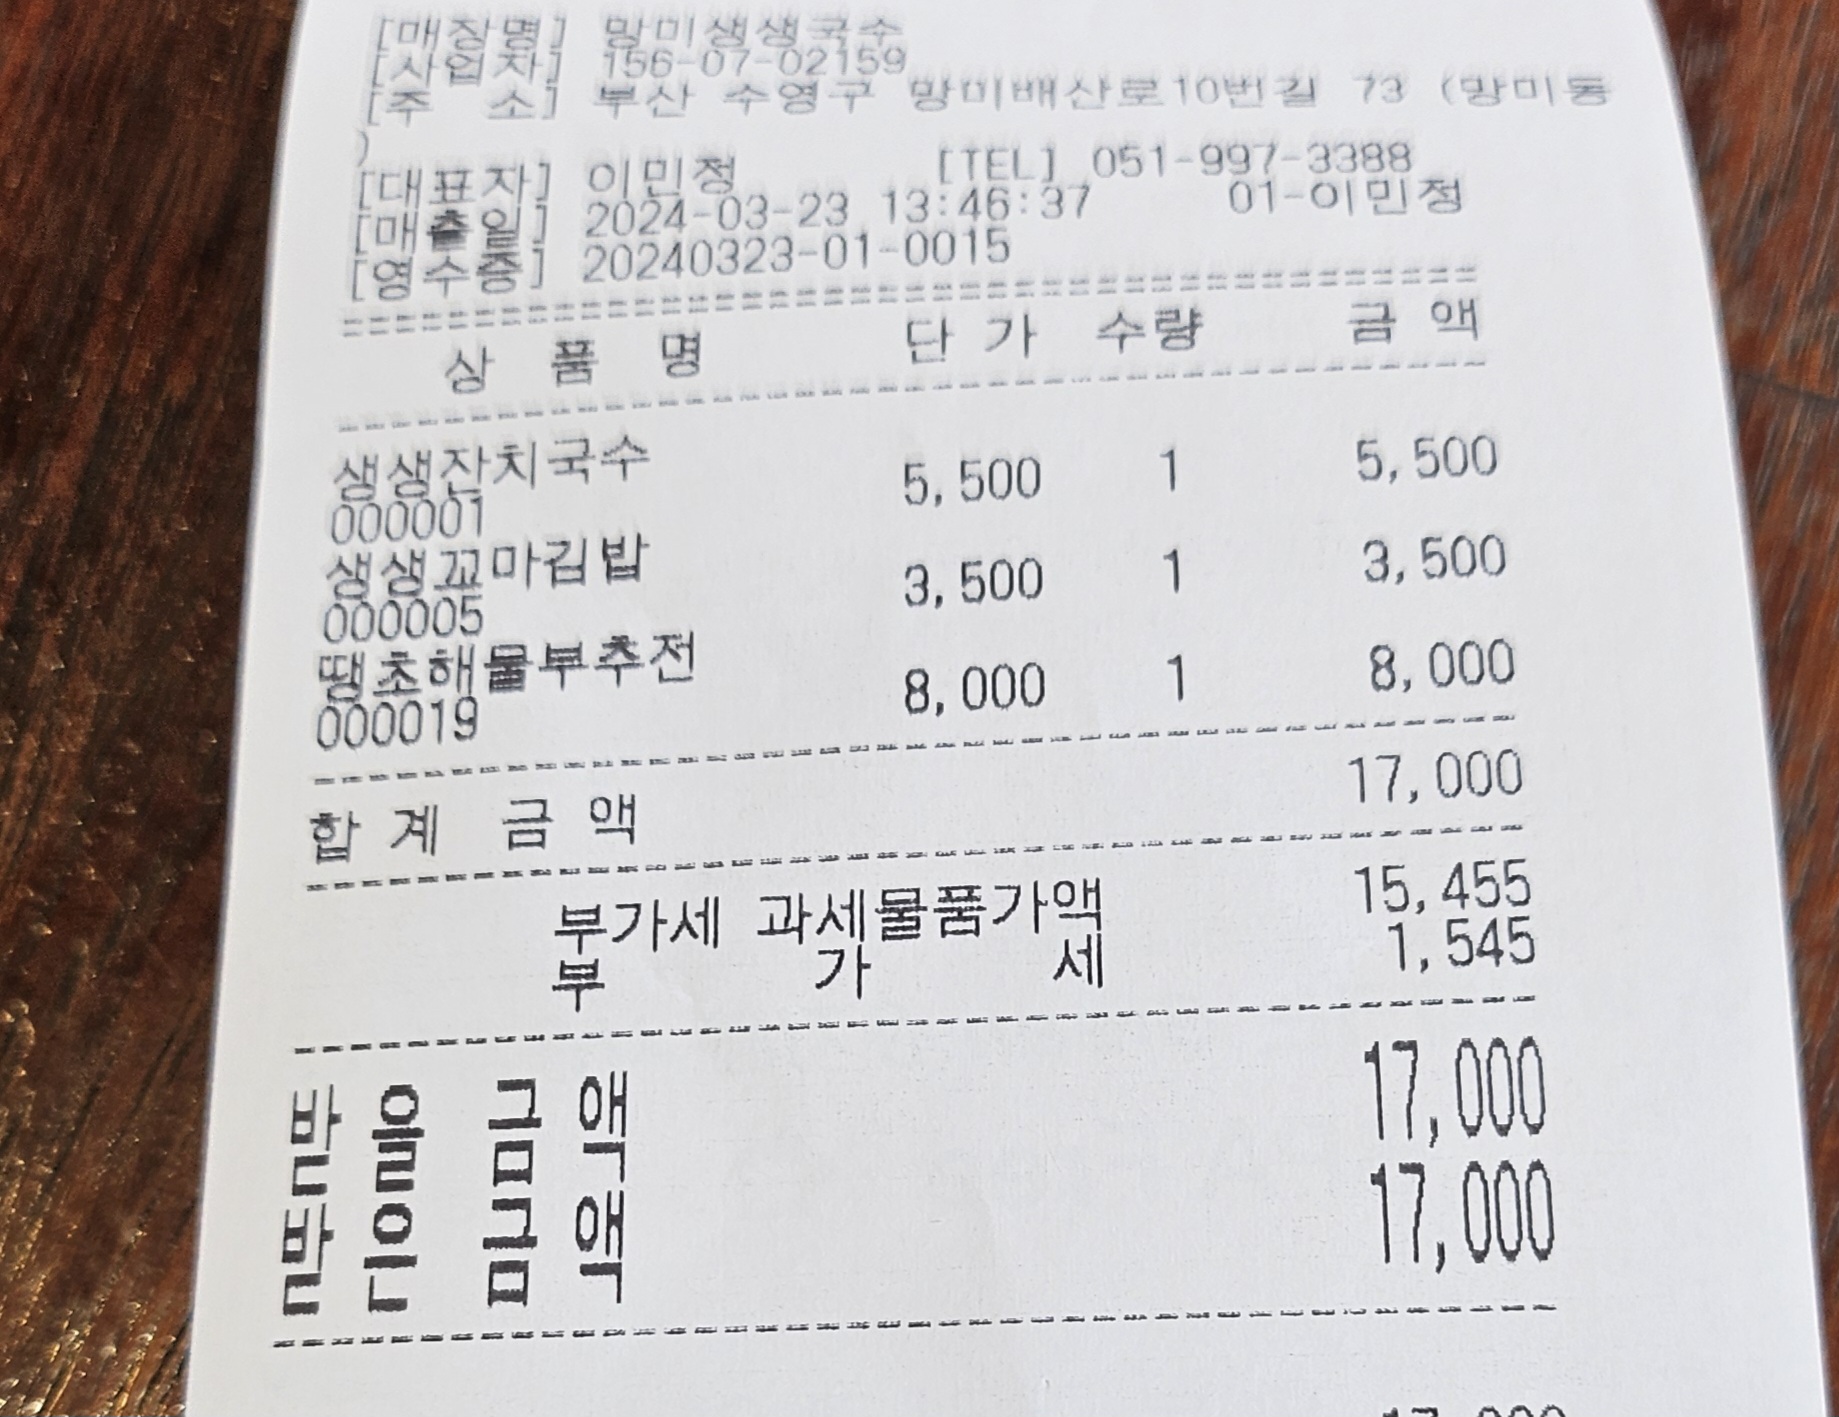 [매장명] 망미생생국수
[사업자] 156-07-02159
[주 소] 부산 수영구 망미배산로10번길 73 (망미동
)
[대표자] 이민정 [TEL] 051-997-3388
[매출일] 2024-03-23 13:46:37 01-이민정
[영수증] 20240323-01-0015
상 품 명 단 가 수량 금 액
생생잔치국수 5,500 1 5,500
000001
생생꼬마김밥 3,500 1 3,500
000005
땡초해물부추전 8,000 1 8,000
000019
합 계 금 액 17,000
부가세 과세물품가액 15,455
부 가 세 1,545
받 을 금 액 17,000
받 은 금 액 17,000